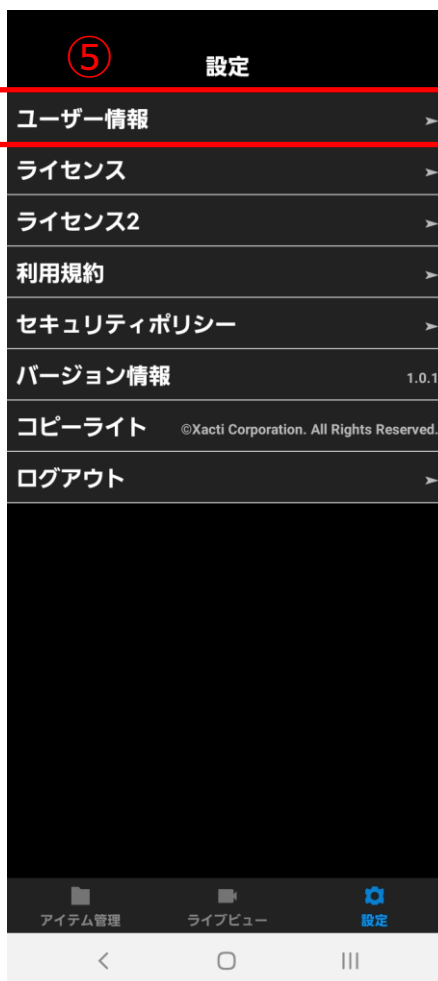 ⑤
設定
ユーザー情報
ライセンス
ライセンス2
利用規約
セキュリティポリシー
バージョン情報 1.0.1
コピーライト ©Xacti Corporation. All Rights Reserved.
ログアウト
アイテム管理 ライブビュー 設定